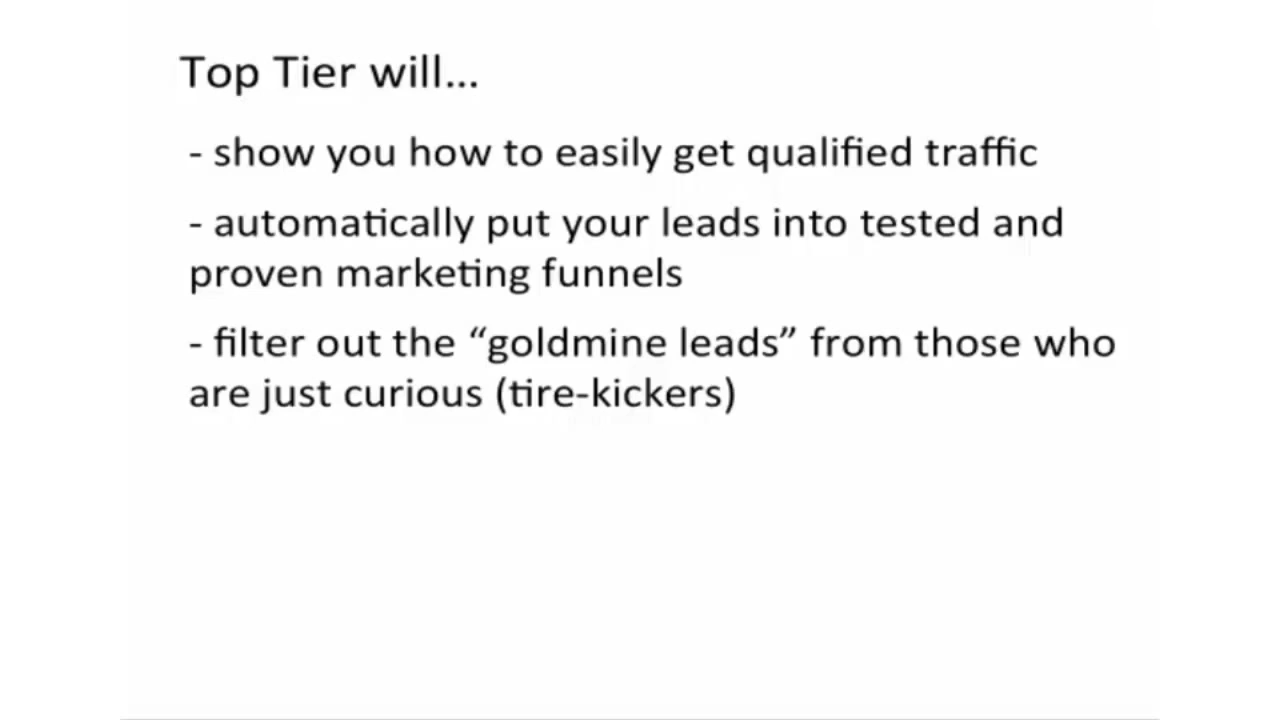 Top Tier will...
- show you how to easily get qualified traffic
- automatically put your leads into tested and
proven marketing funnels
- filter out the “goldmine leads” from those who
are just curious (tire-kickers)